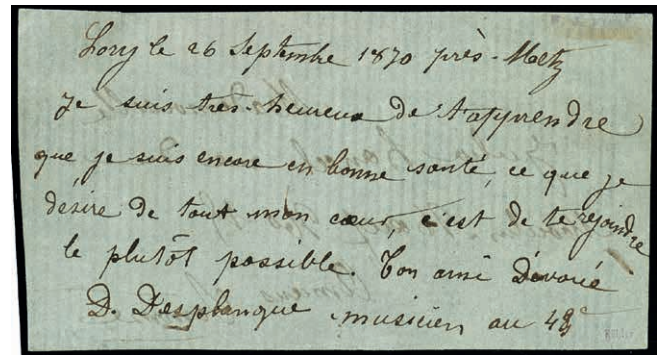 Lory le 26 Septembre 1870 près-Metz
je suis très-heureux de t'apprendre
que je suis encore en bonne santé, ce que je
désire de tout mon cœur, c'est de te rejoindre
le plutôt possible. Ton ami dévoué
D. Desplanque musicien au 43e